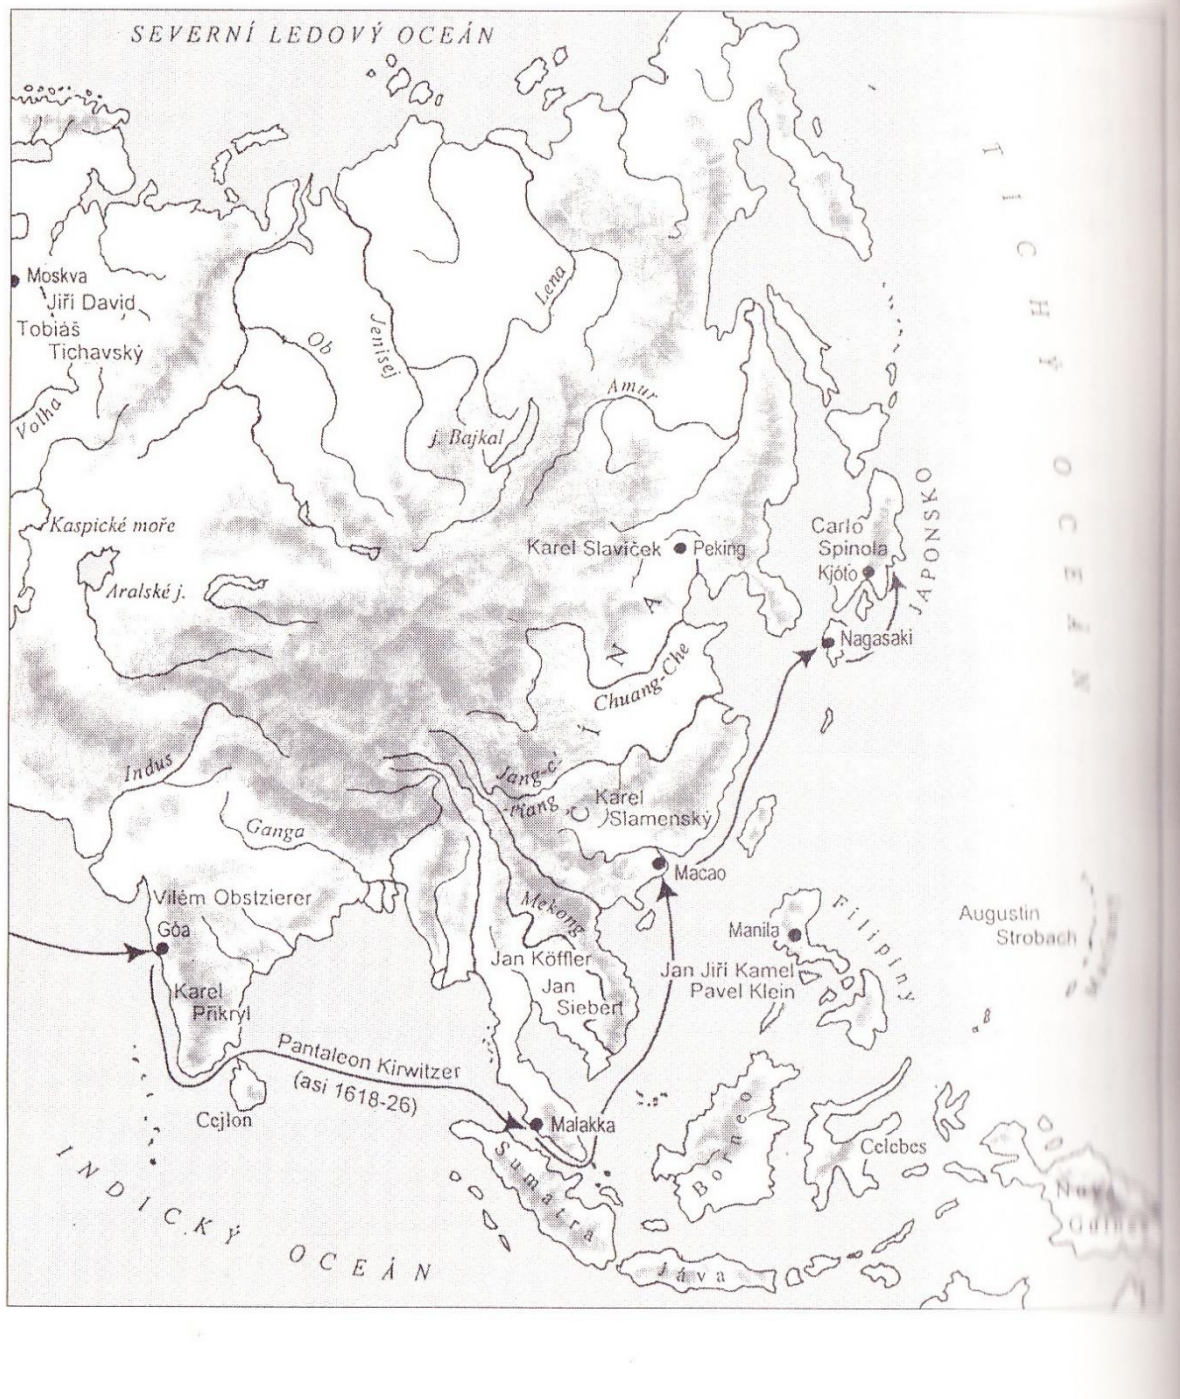 SEVERNÍ LEDOVÝ OCEÁN
TICHÝ OCEÁN
Moskva
Jiří David
Tobiáš
Tichavský
Volha
Ob
Jenisej
Lena
Amur
j. Bajkal
Kaspické moře
Aralské j.
Karel Slavíček
Peking
Carlo
Spinola
Kjóto
JAPONSKO
Nagasaki
ČÍNA
Chuang-Che
Indus
Jang-c'
-ťiang
Karel
Slamenský
Ganga
Macao
Vilém Obstzierer
Góa
Mekong
Filipiny
Manila
Augustin
Strobach
Jan Köffler
Jan
Siebert
Jan Jiří Kamel
Pavel Klein
Karel
Přikryl
Pantaleon Kirwitzer
(asi 1618-26)
Cejlon
Malakka
Sumatra
Borneo
Celebes
Jáva
INDICKÝ OCEÁN